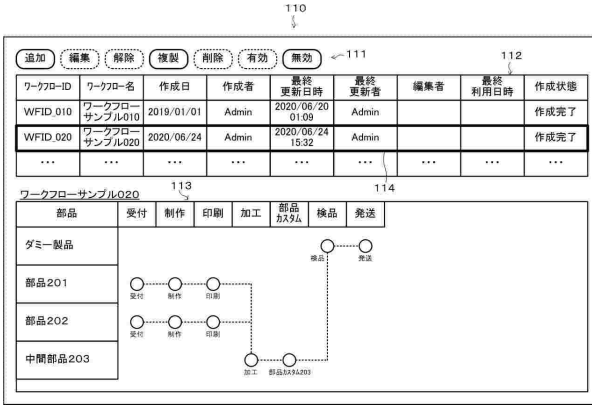 110
追加 編集 解除 複製 削除 有効 無効 111
112
ワークフローID ワークフロー名 作成日 作成者 最終更新日時 最終更新者 編集者 最終利用日時 作成状態
WFID_010 ワークフローサンプル010 2019/01/01 Admin 2020/06/20 01:09 Admin 作成完了
WFID_020 ワークフローサンプル020 2020/06/24 Admin 2020/06/24 15:32 Admin 作成完了
... ... ... ... ... ... ... ... ...
113 114
ワークフローサンプル020
部品 受付 制作 印刷 加工 部品カスタム 検品 発送
ダミー製品
検品 発送
部品201
受付 制作 印刷
部品202
受付 制作 印刷
中間部品203
加工 部品カスタム203